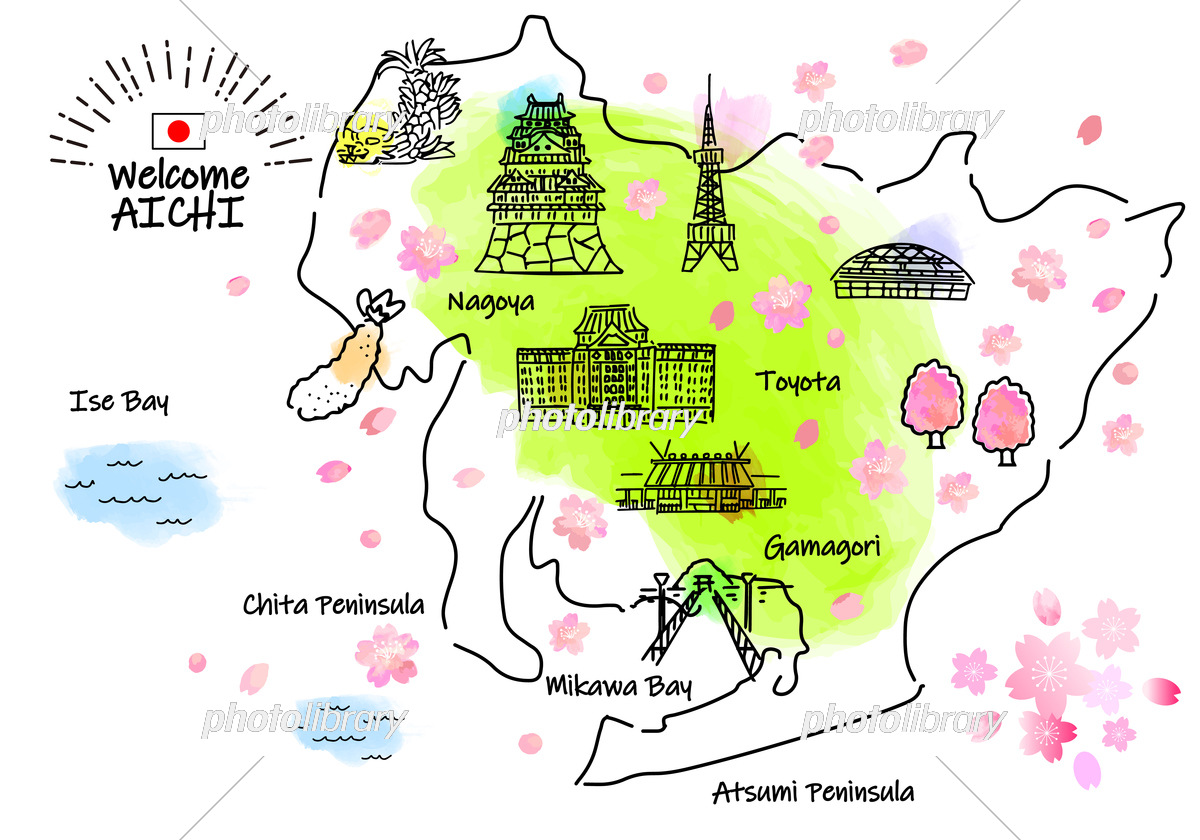 photolibrary
photolibrary
Welcome
AICHI
Nagoya
Toyota
Ise Bay
photolibrary
Gamagori
Chita Peninsula
Mikawa Bay
photolibrary
photolibrary
Atsumi Peninsula